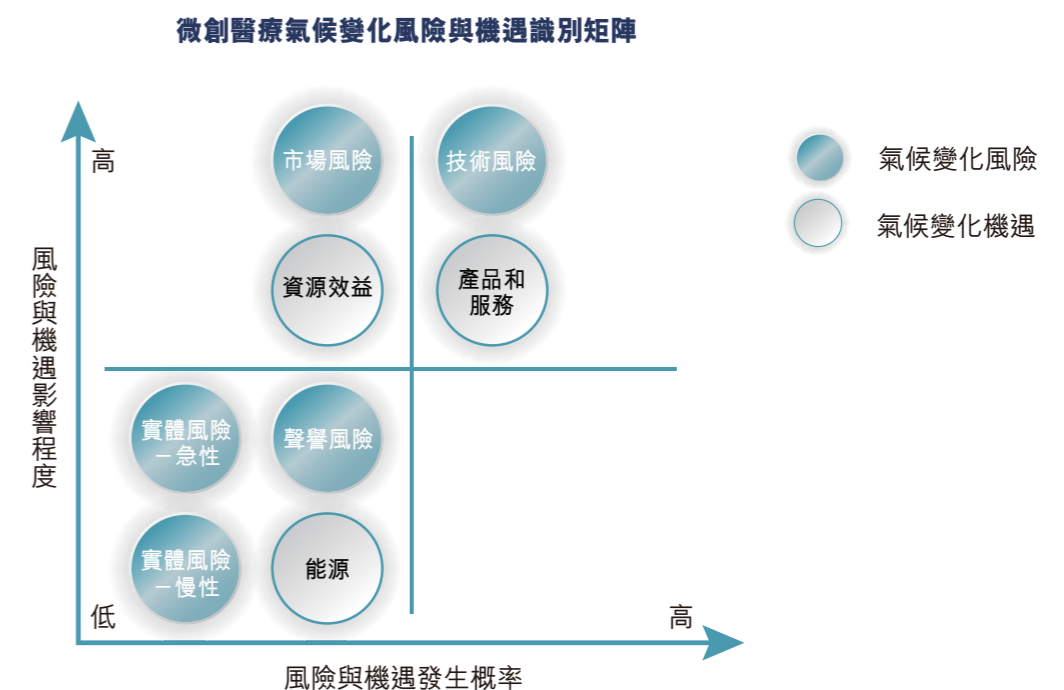 微創醫療氣候變化風險與機遇識別矩陣
高
風險與機遇影響程度
市場風險
技術風險
資源效益
產品和
服務
實體風險
－急性
聲譽風險
實體風險
－慢性
能源
低
高
風險與機遇發生概率
氣候變化風險
氣候變化機遇